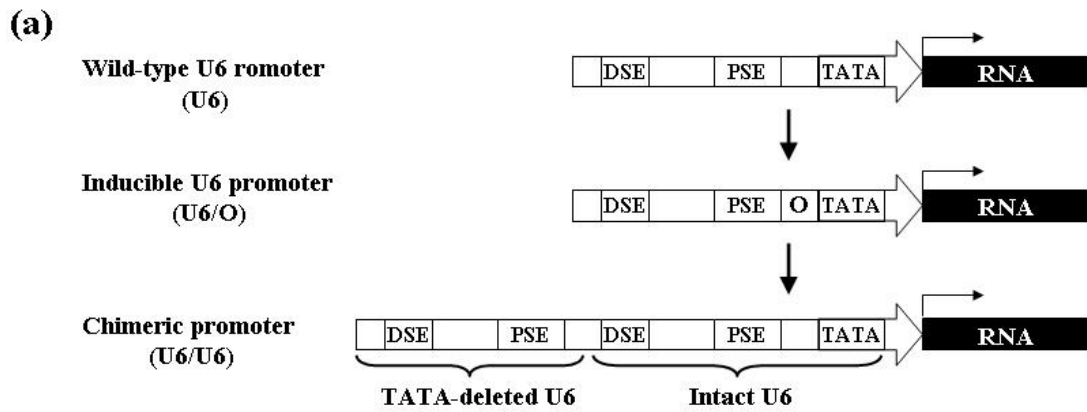 (a)
Wild-type U6 romoter
(U6)
DSE PSE TATA RNA
Inducible U6 promoter
(U6/O)
DSE PSE O TATA RNA
Chimeric promoter
(U6/U6)
DSE PSE DSE PSE TATA RNA
TATA-deleted U6 Intact U6